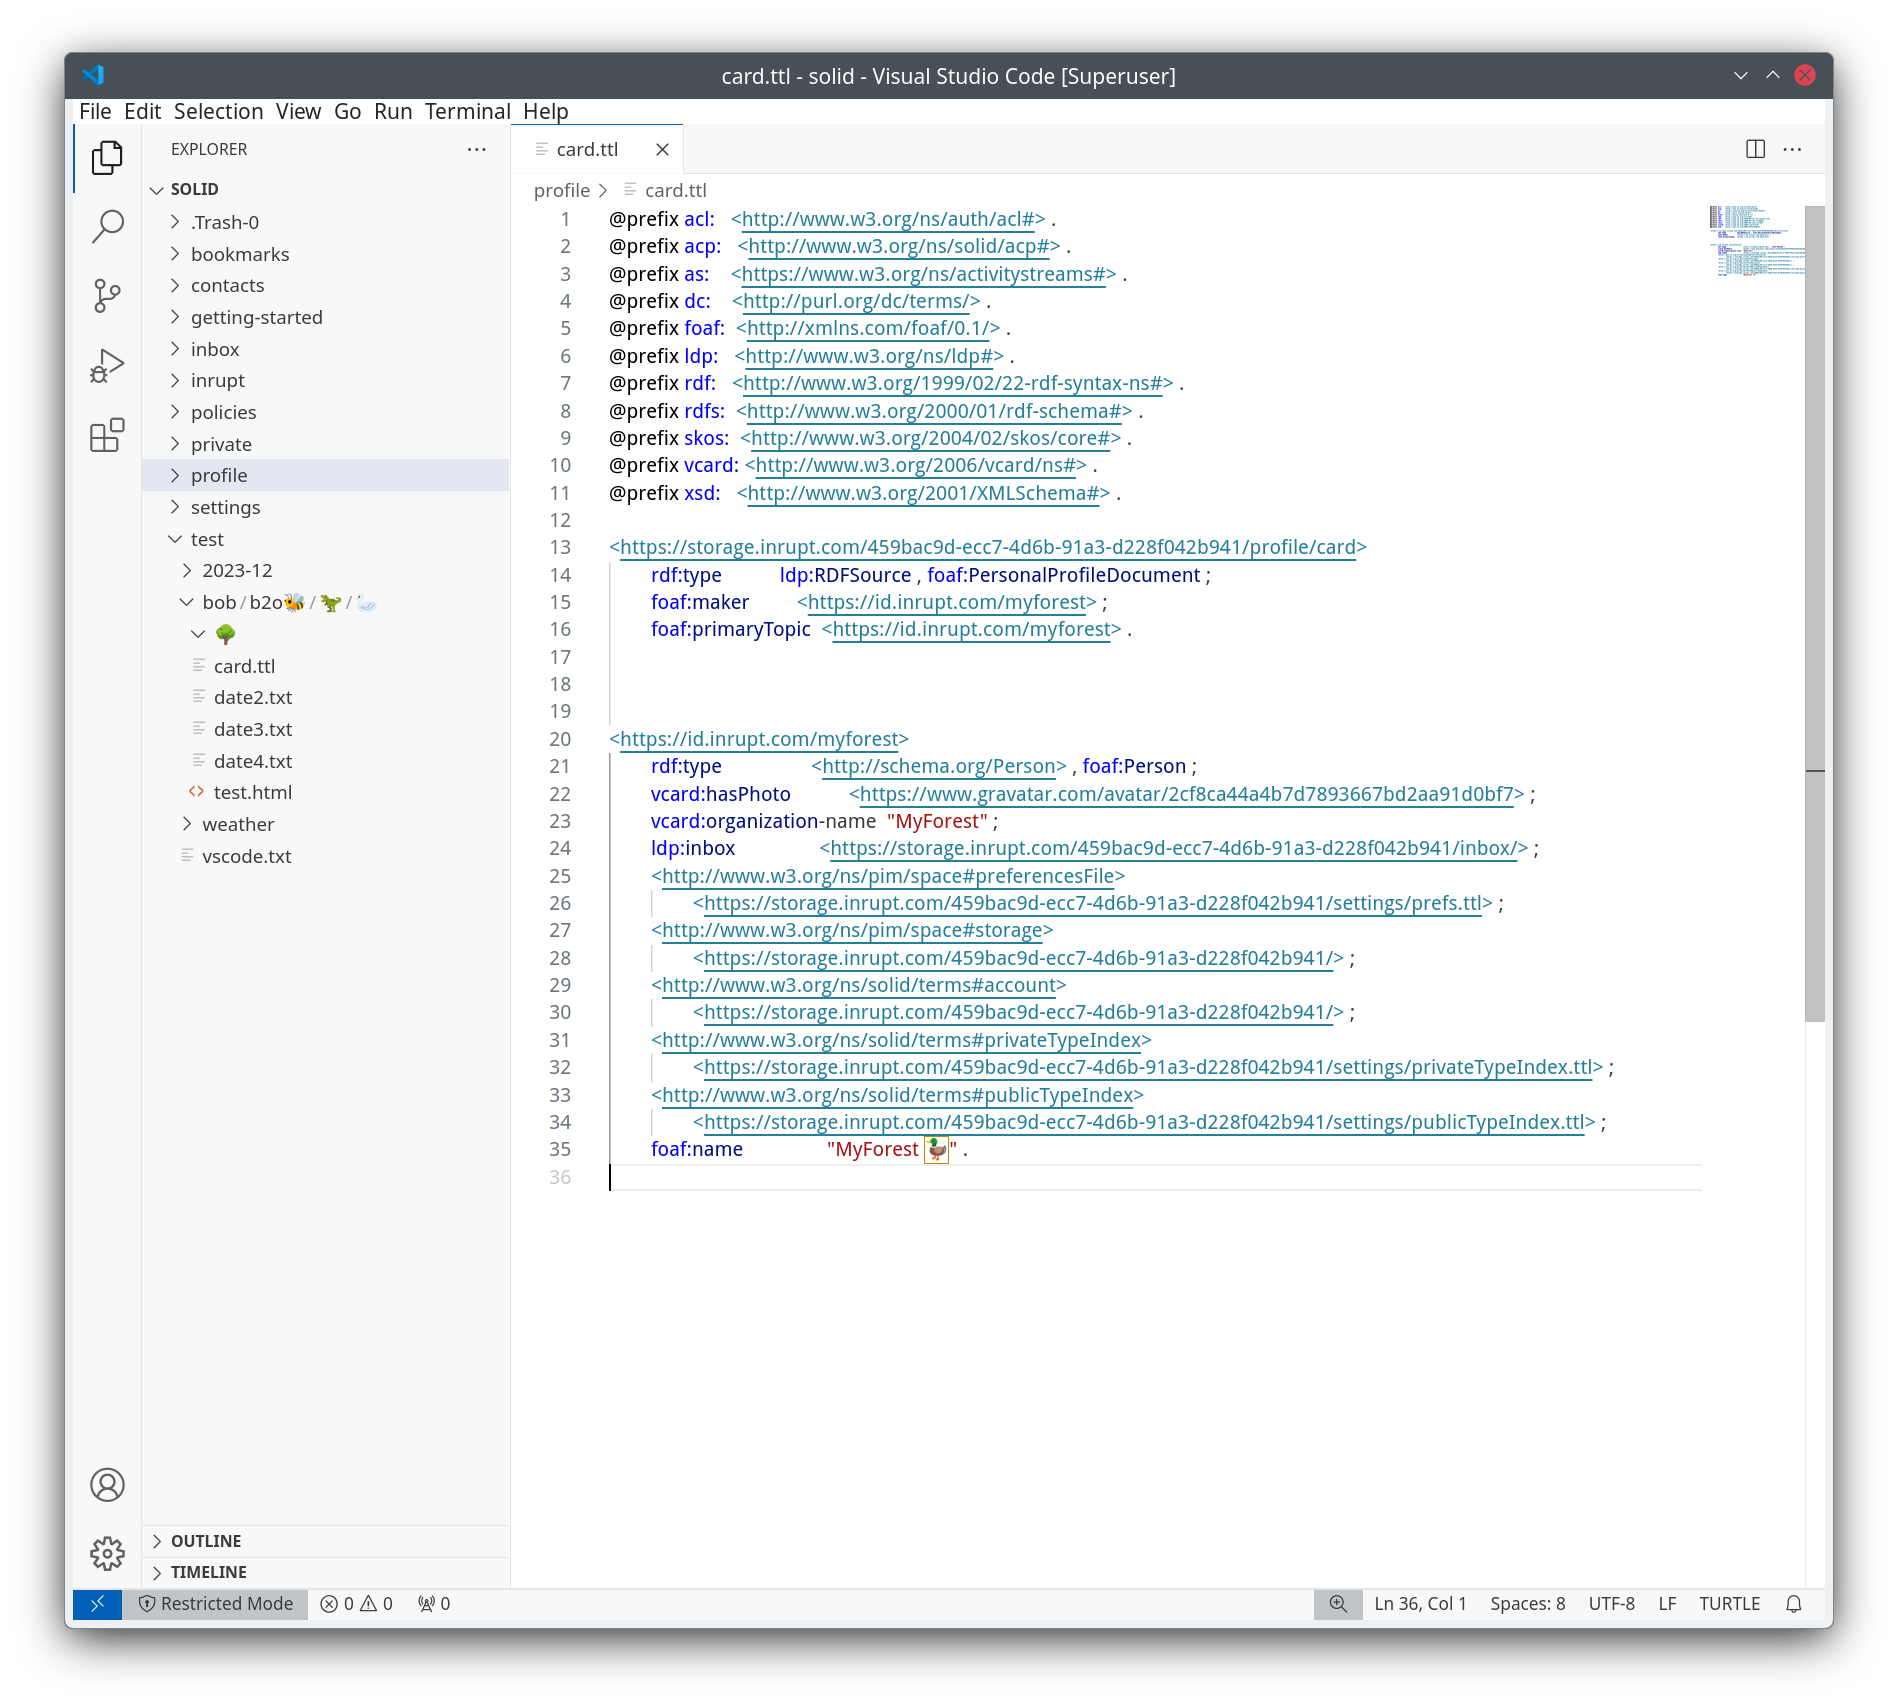 card.ttl - solid - Visual Studio Code [Superuser]
File Edit Selection View Go Run Terminal Help
EXPLORER
SOLID
.Trash-0
bookmarks
contacts
getting-started
inbox
inrupt
policies
private
profile
settings
test
2023-12
bob / b2o🐝 / 🦖 / 🦢
🌳
card.ttl
date2.txt
date3.txt
date4.txt
test.html
weather
vscode.txt
OUTLINE
TIMELINE
card.ttl
profile > card.ttl
1 @prefix acl: <http://www.w3.org/ns/auth/acl#> .
2 @prefix acp: <http://www.w3.org/ns/solid/acp#> .
3 @prefix as: <https://www.w3.org/ns/activitystreams#> .
4 @prefix dc: <http://purl.org/dc/terms/> .
5 @prefix foaf: <http://xmlns.com/foaf/0.1/> .
6 @prefix ldp: <http://www.w3.org/ns/ldp#> .
7 @prefix rdf: <http://www.w3.org/1999/02/22-rdf-syntax-ns#> .
8 @prefix rdfs: <http://www.w3.org/2000/01/rdf-schema#> .
9 @prefix skos: <http://www.w3.org/2004/02/skos/core#> .
10 @prefix vcard: <http://www.w3.org/2006/vcard/ns#> .
11 @prefix xsd: <http://www.w3.org/2001/XMLSchema#> .
12
13 <https://storage.inrupt.com/459bac9d-ecc7-4d6b-91a3-d228f042b941/profile/card>
14 rdf:type ldp:RDFSource , foaf:PersonalProfileDocument ;
15 foaf:maker <https://id.inrupt.com/myforest> ;
16 foaf:primaryTopic <https://id.inrupt.com/myforest> .
17
18
19
20 <https://id.inrupt.com/myforest>
21 rdf:type <http://schema.org/Person> , foaf:Person ;
22 vcard:hasPhoto <https://www.gravatar.com/avatar/2cf8ca44a4b7d7893667bd2aa91d0bf7> ;
23 vcard:organization-name "MyForest" ;
24 ldp:inbox <https://storage.inrupt.com/459bac9d-ecc7-4d6b-91a3-d228f042b941/inbox/> ;
25 <http://www.w3.org/ns/pim/space#preferencesFile>
26 <https://storage.inrupt.com/459bac9d-ecc7-4d6b-91a3-d228f042b941/settings/prefs.ttl> ;
27 <http://www.w3.org/ns/pim/space#storage>
28 <https://storage.inrupt.com/459bac9d-ecc7-4d6b-91a3-d228f042b941/> ;
29 <http://www.w3.org/ns/solid/terms#account>
30 <https://storage.inrupt.com/459bac9d-ecc7-4d6b-91a3-d228f042b941/> ;
31 <http://www.w3.org/ns/solid/terms#privateTypeIndex>
32 <https://storage.inrupt.com/459bac9d-ecc7-4d6b-91a3-d228f042b941/settings/privateTypeIndex.ttl> ;
33 <http://www.w3.org/ns/solid/terms#publicTypeIndex>
34 <https://storage.inrupt.com/459bac9d-ecc7-4d6b-91a3-d228f042b941/settings/publicTypeIndex.ttl> ;
35 foaf:name "MyForest 🦆" .
36
Restricted Mode 0 0 0 Ln 36, Col 1 Spaces: 8 UTF-8 LF TURTLE